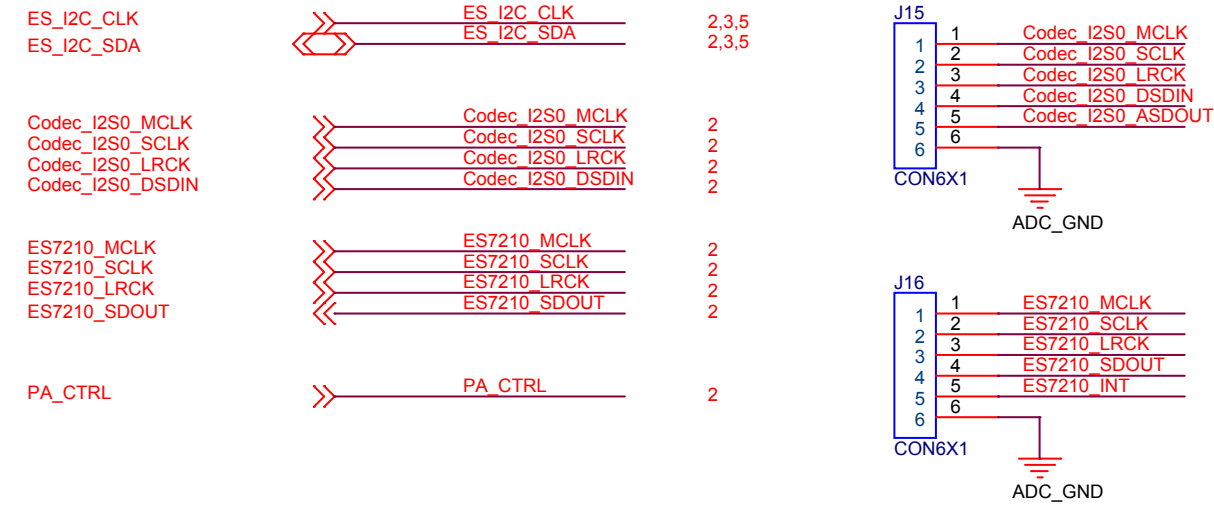 ES_I2C_CLK ES_I2C_CLK 2,3,5
ES_I2C_SDA ES_I2C_SDA 2,3,5
Codec_I2S0_MCLK Codec_I2S0_MCLK 2
Codec_I2S0_SCLK Codec_I2S0_SCLK 2
Codec_I2S0_LRCK Codec_I2S0_LRCK 2
Codec_I2S0_DSDIN Codec_I2S0_DSDIN 2
ES7210_MCLK ES7210_MCLK 2
ES7210_SCLK ES7210_SCLK 2
ES7210_LRCK ES7210_LRCK 2
ES7210_SDOUT ES7210_SDOUT 2
PA_CTRL PA_CTRL 2
J15
1 1 Codec_I2S0_MCLK
2 2 Codec_I2S0_SCLK
3 3 Codec_I2S0_LRCK
4 4 Codec_I2S0_DSDIN
5 5 Codec_I2S0_ASDOUT
6 6
CON6X1
ADC_GND
J16
1 1 ES7210_MCLK
2 2 ES7210_SCLK
3 3 ES7210_LRCK
4 4 ES7210_SDOUT
5 5 ES7210_INT
6 6
CON6X1
ADC_GND